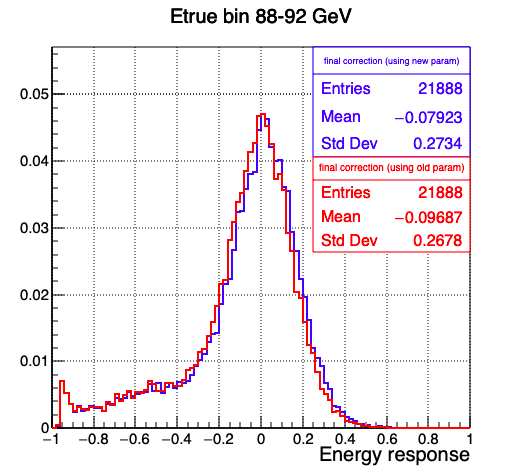 Etrue bin 88-92 GeV
final correction (using new param)
Entries 21888
Mean −0.07923
Std Dev 0.2734
final correction (using old param)
Entries 21888
Mean −0.09687
Std Dev 0.2678
0.05
0.04
0.03
0.02
0.01
0
−1 −0.8 −0.6 −0.4 −0.2 0 0.2 0.4 0.6 0.8 1
Energy response